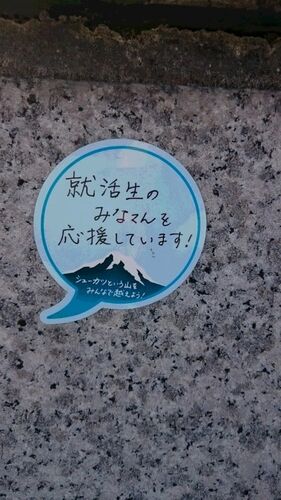 就活生の
みなさんを
応援しています!
シューカツという山を
みんなで越えよう!